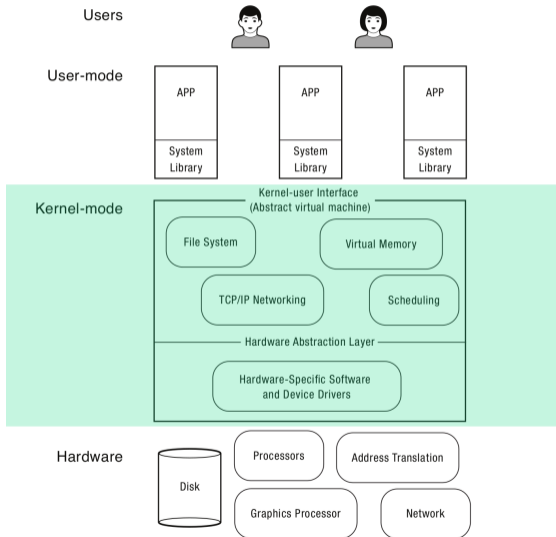 Users
User-mode
APP
APP
APP
System
Library
System
Library
System
Library
Kernel-mode
Kernel-user Interface
(Abstract virtual machine)
File System
Virtual Memory
TCP/IP Networking
Scheduling
Hardware Abstraction Layer
Hardware-Specific Software
and Device Drivers
Hardware
Processors
Address Translation
Disk
Graphics Processor
Network